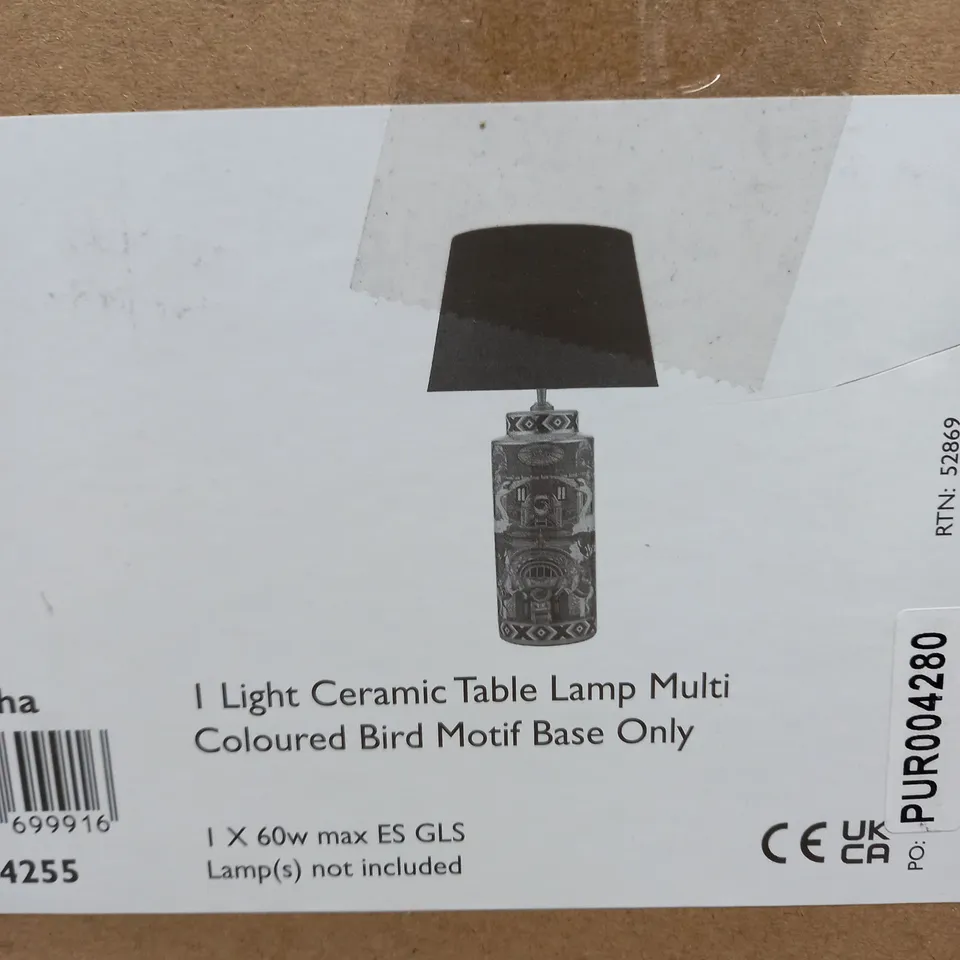 RTN: 52869
ha
1 Light Ceramic Table Lamp Multi
Coloured Bird Motif Base Only
699916
4255
1 X 60w max ES GLS
Lamp(s) not included
CE UK
CA
PO:
PUR004280